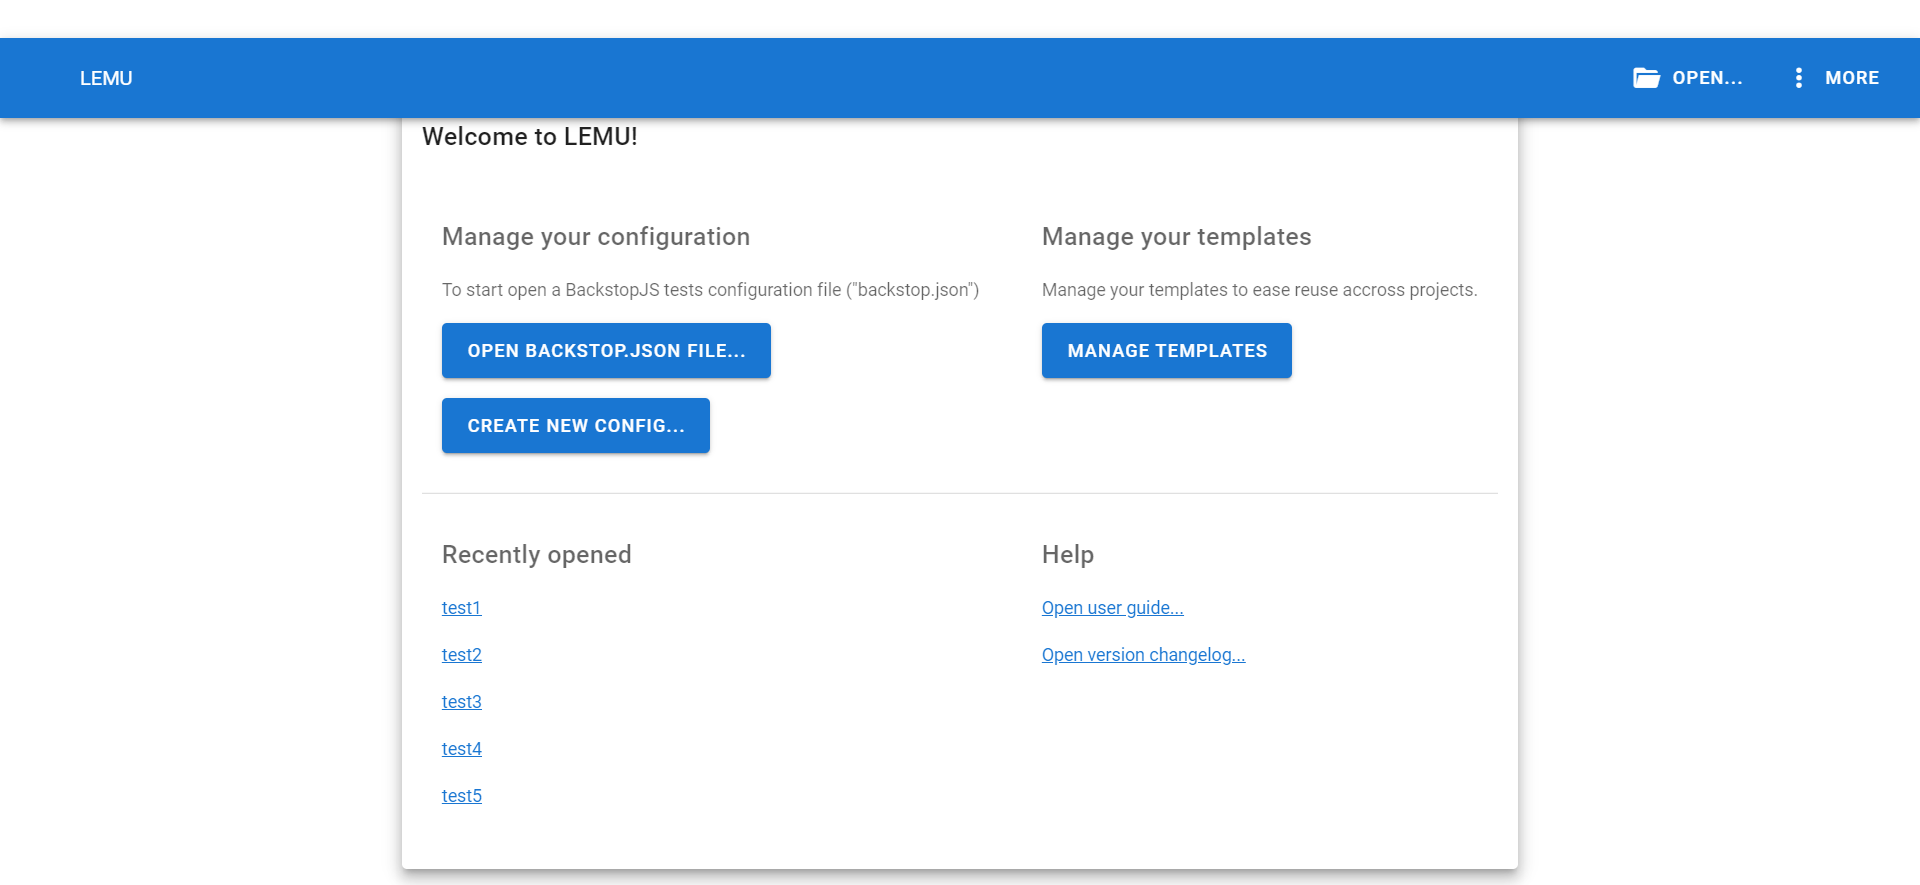 LEMU
OPEN...
MORE
Welcome to LEMU!
Manage your configuration
To start open a BackstopJS tests configuration file ("backstop.json")
OPEN BACKSTOP.JSON FILE...
CREATE NEW CONFIG...
Manage your templates
Manage your templates to ease reuse accross projects.
MANAGE TEMPLATES
Recently opened
test1
test2
test3
test4
test5
Help
Open user guide...
Open version changelog...